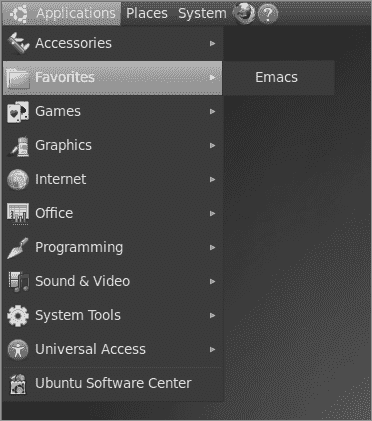 Applications Places System ?
Accessories
Favorites
Emacs
Games
Graphics
Internet
Office
Programming
Sound & Video
System Tools
Universal Access
Ubuntu Software Center